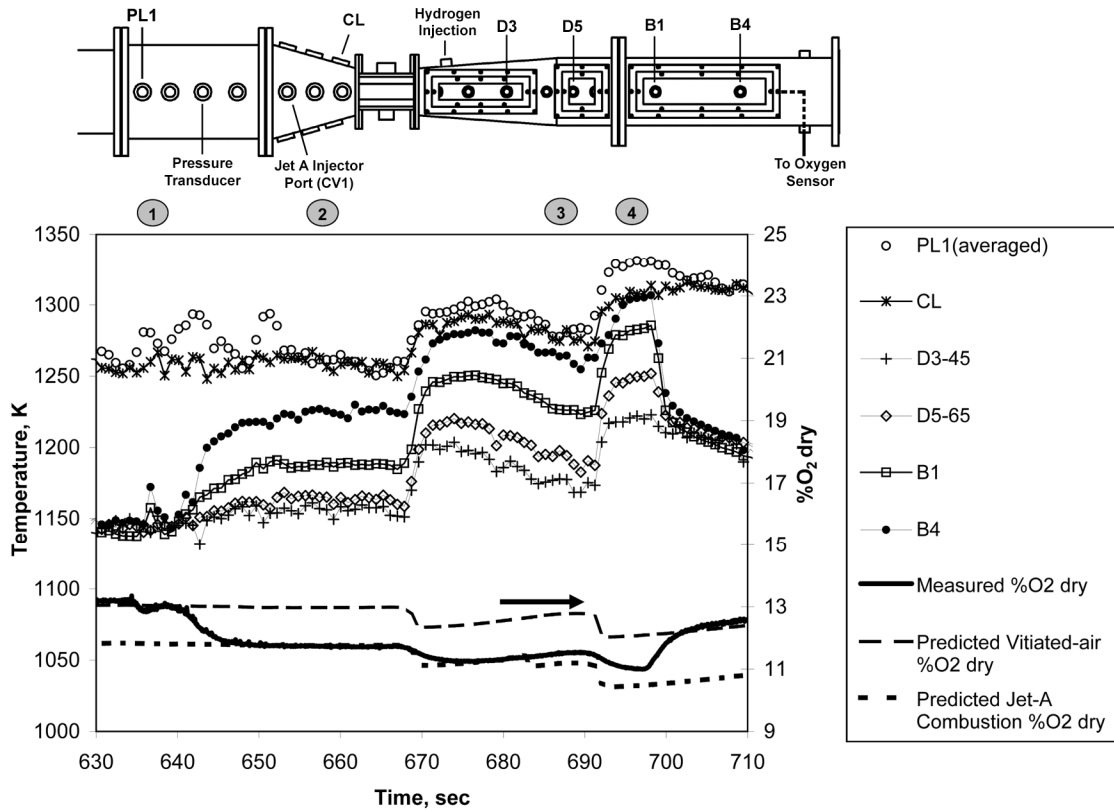 PL1
CL
Hydrogen
Injection
D3
D5
B1
B4
Pressure
Transducer
Jet A Injector
Port (CV1)
To Oxygen
Sensor
1
2
3
4
1350
1300
1250
1200
1150
1100
1050
1000
Temperature, K
25
23
21
19
17
15
13
11
9
%O2 dry
630
640
650
660
670
680
690
700
710
Time, sec
PL1(averaged)
CL
D3-45
D5-65
B1
B4
Measured %O2 dry
Predicted Vitiated-air
%O2 dry
Predicted Jet-A
Combustion %O2 dry